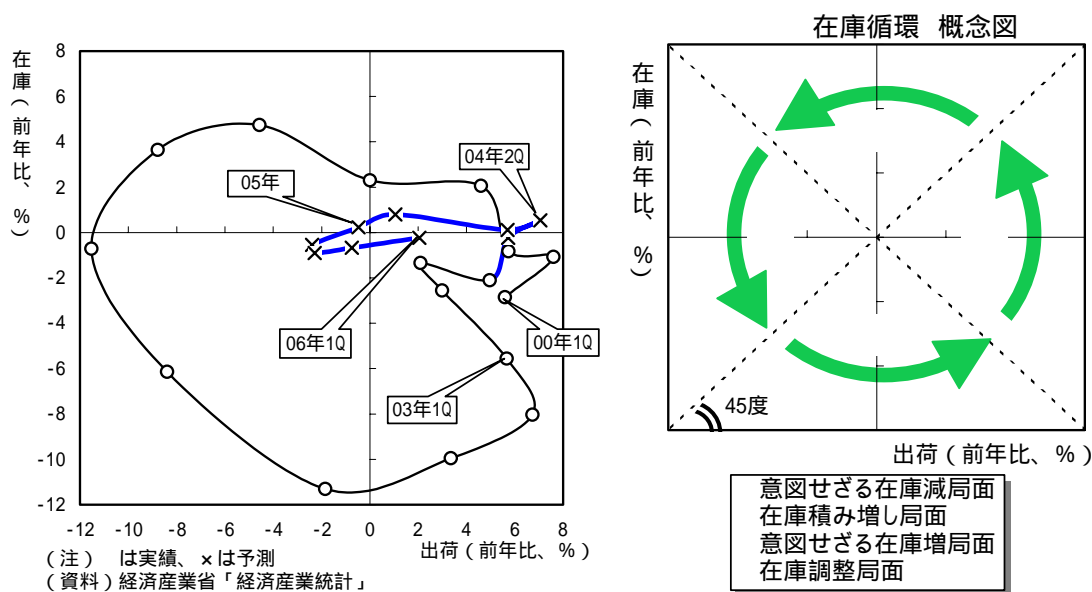 在庫(前年比、%)
8
6
4
2
0
-2
-4
-6
-8
-10
-12
-12
-10
-8
-6
-4
-2
0
2
4
6
8
出荷(前年比、%)
05年
04年2Q
06年1Q
00年1Q
03年1Q
(注) は実績、×は予測
(資料)経済産業省「経済産業統計」
在庫循環 概念図
在庫(前年比、%)
45度
出荷(前年比、%)
意図せざる在庫減局面
在庫積み増し局面
意図せざる在庫増局面
在庫調整局面